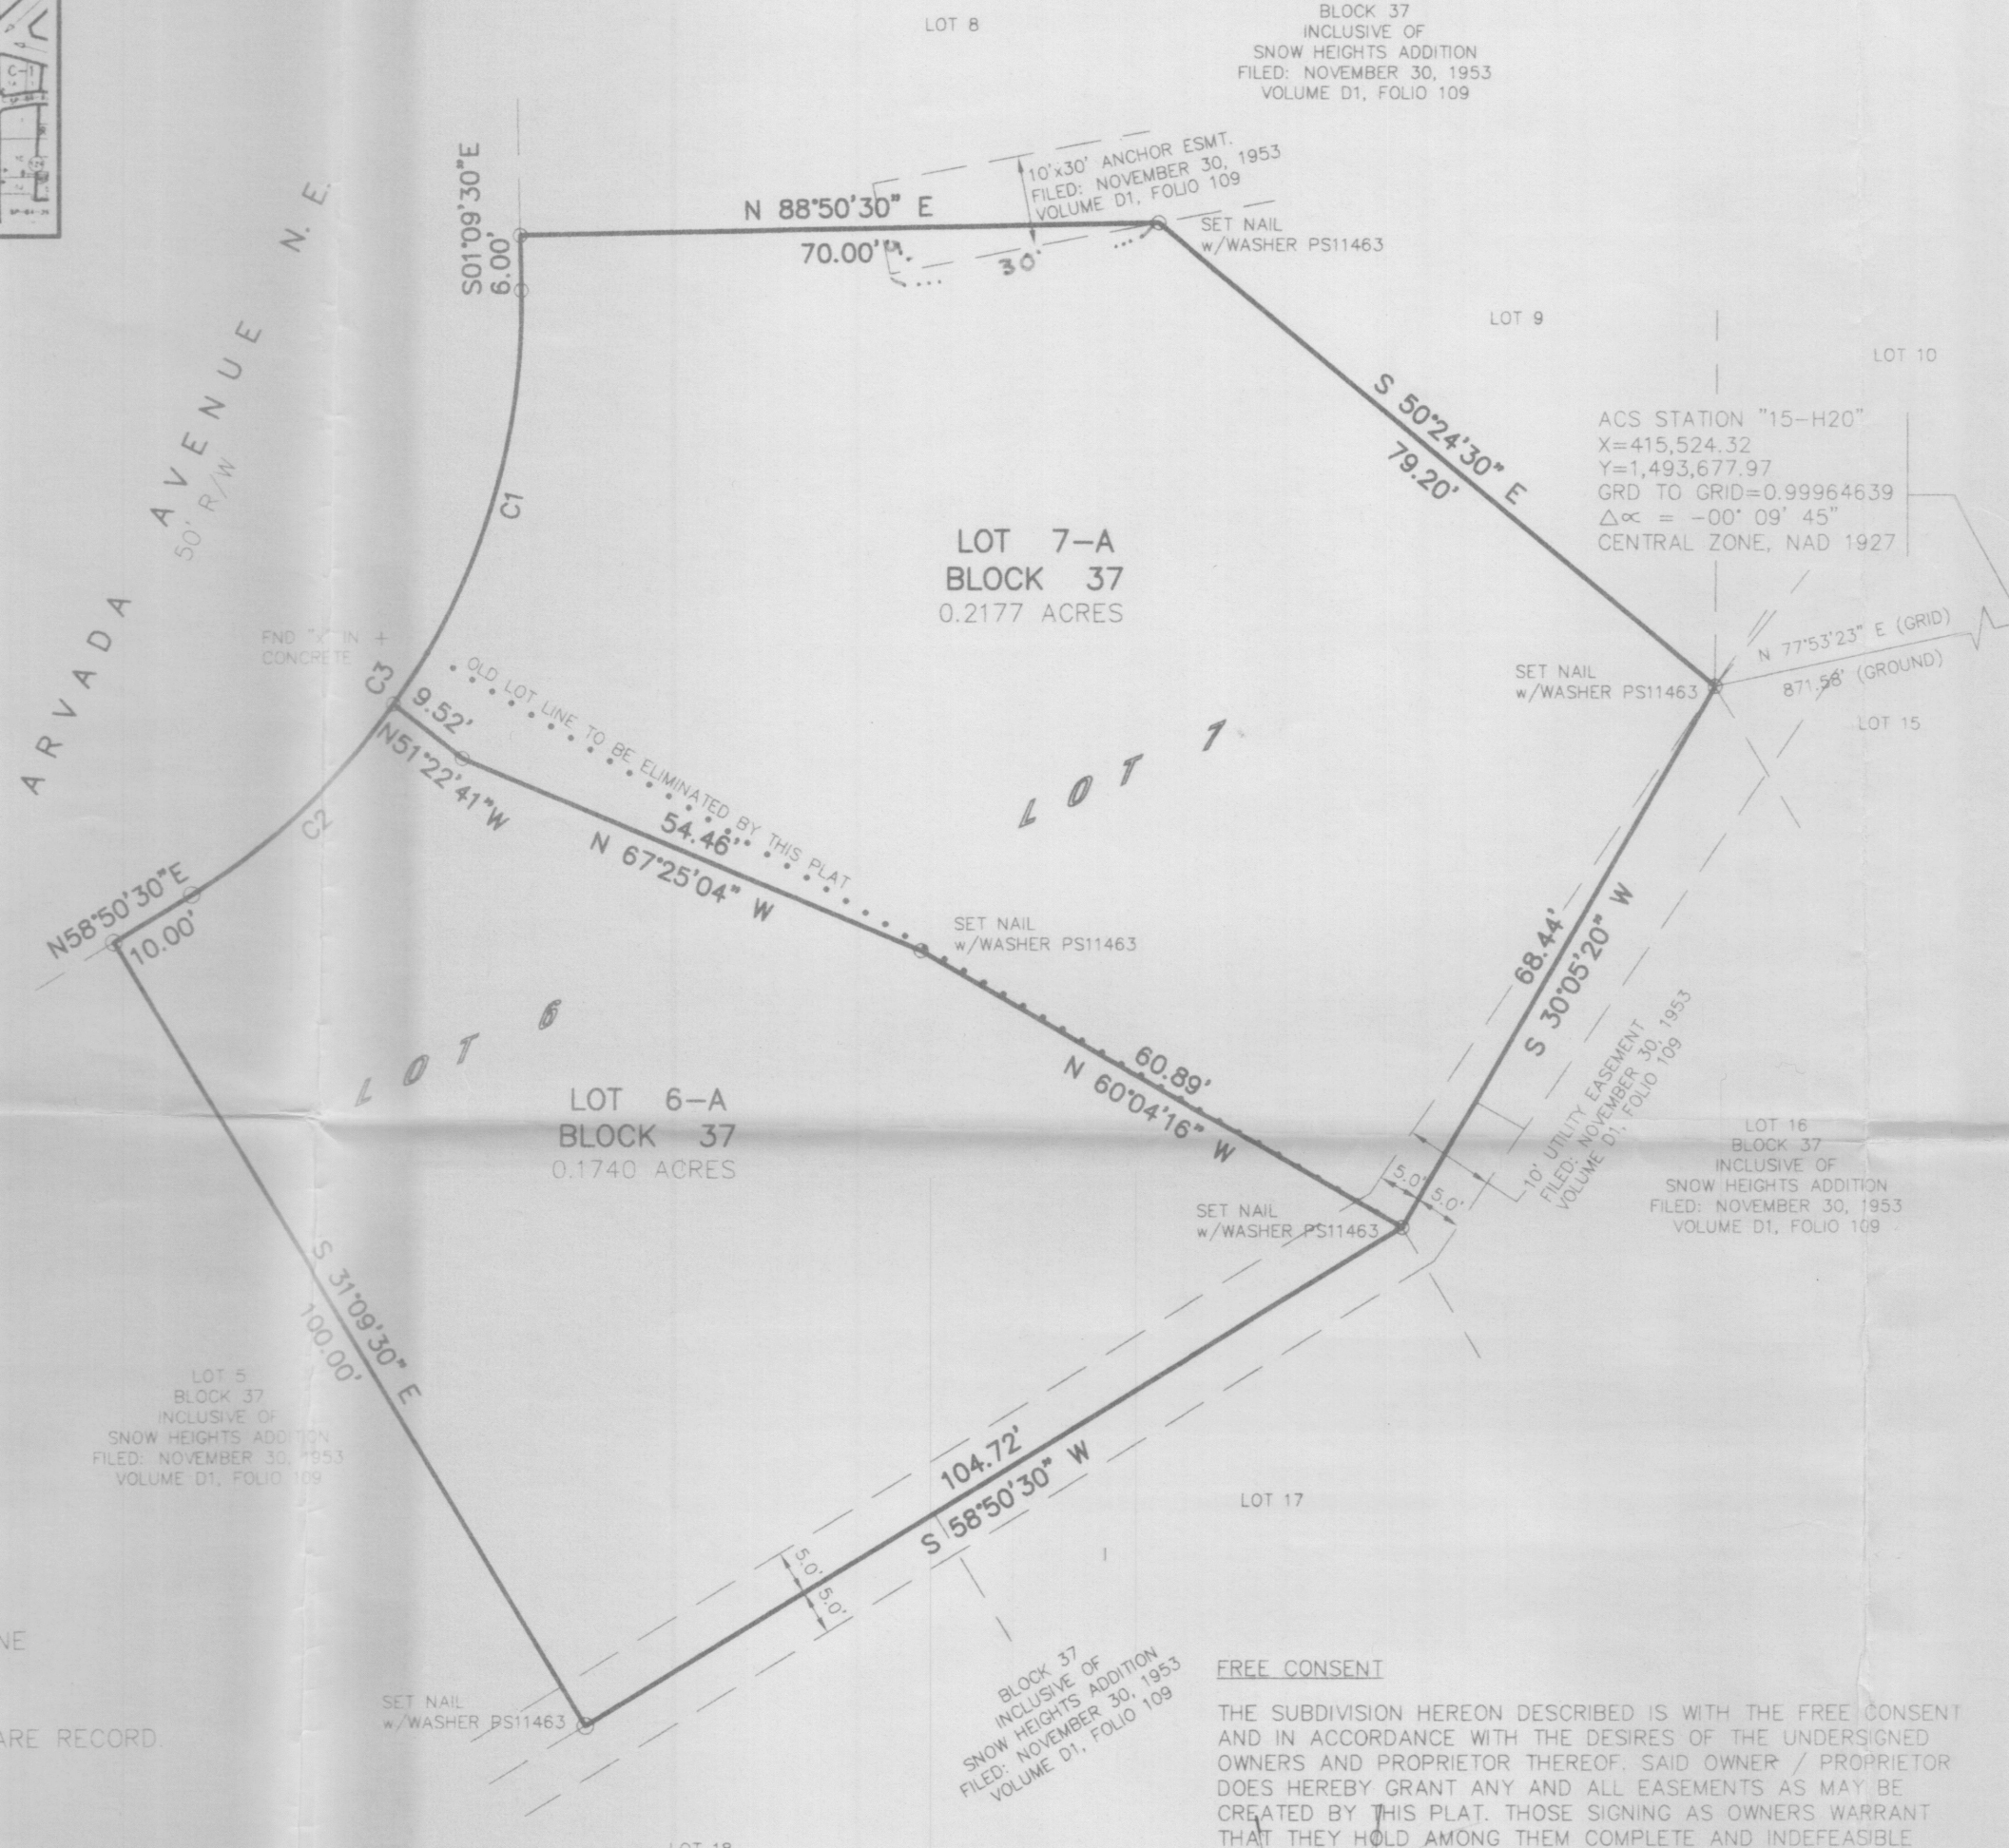 LOT 8
BLOCK 37
INCLUSIVE OF
SNOW HEIGHTS ADDITION
FILED: NOVEMBER 30, 1953
VOLUME D1, FOLIO 109
C-1
S01°09'30"E
6.00'
N 88°50'30" E
70.00'
10'x30' ANCHOR ESMT.
FILED: NOVEMBER 30, 1953
VOLUME D1, FOLIO 109
30'
SET NAIL
w/WASHER PS11463
ARVADA AVENUE N. E.
50' R/W
LOT 9
LOT 10
S 50°24'30" E
79.20'
ACS STATION "15-H20"
X=415,524.32
Y=1,493,677.97
GRD TO GRID=0.99964639
△∝ = -00° 09' 45"
CENTRAL ZONE, NAD 1927
C1
LOT 7-A
BLOCK 37
0.2177 ACRES
FND "X" IN +
CONCRETE
C3
9.52'
N51°22'41"W
OLD LOT LINE TO BE ELIMINATED BY THIS PLAT
SET NAIL
w/WASHER PS11463
N 77°53'23" E (GRID)
871.58' (GROUND)
LOT 15
LOT 7
C2
54.46'
N 67°25'04" W
N58°50'30"E
10.00'
SET NAIL
w/WASHER PS11463
68.44'
S 30°05'20" W
LOT 6
60.89'
N 60°04'16" W
10' UTILITY EASEMENT
FILED: NOVEMBER 30, 1953
VOLUME D1, FOLIO 109
LOT 6-A
BLOCK 37
0.1740 ACRES
LOT 16
BLOCK 37
INCLUSIVE OF
SNOW HEIGHTS ADDITION
FILED: NOVEMBER 30, 1953
VOLUME D1, FOLIO 109
5.0' 5.0'
SET NAIL
w/WASHER PS11463
S 31°09'30" E
100.00'
LOT 5
BLOCK 37
INCLUSIVE OF
SNOW HEIGHTS ADDITION
FILED: NOVEMBER 30, 1953
VOLUME D1, FOLIO 109
104.72'
S 58°50'30" W
LOT 17
5.0' 5.0'
NE
SET NAIL
w/WASHER PS11463
ARE RECORD.
BLOCK 37
INCLUSIVE OF
SNOW HEIGHTS ADDITION
FILED: NOVEMBER 30, 1953
VOLUME D1, FOLIO 109
FREE CONSENT
THE SUBDIVISION HEREON DESCRIBED IS WITH THE FREE CONSENT
AND IN ACCORDANCE WITH THE DESIRES OF THE UNDERSIGNED
OWNERS AND PROPRIETOR THEREOF. SAID OWNER / PROPRIETOR
DOES HEREBY GRANT ANY AND ALL EASEMENTS AS MAY BE
CREATED BY THIS PLAT. THOSE SIGNING AS OWNERS WARRANT
THAT THEY HOLD AMONG THEM COMPLETE AND INDEFEASIBLE
LOT 18